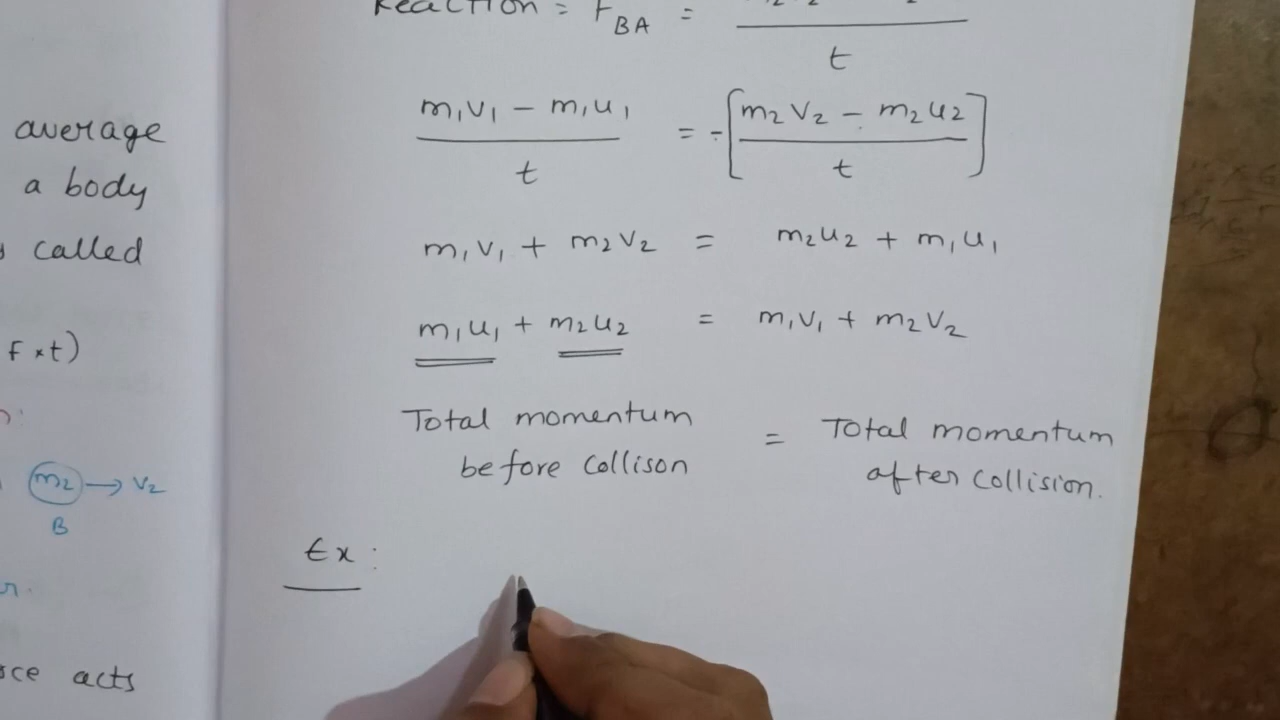 average
a body
called
F×t)
m2 → v2
B
acts
Reaction = F_BA =
t
m₁v₁ - m₁u₁ / t = -[m₂v₂ - m₂u₂ / t]
m₁v₁ + m₂v₂ = m₂u₂ + m₁u₁
m₁u₁ + m₂u₂ = m₁v₁ + m₂v₂
Total momentum = Total momentum
before Collison after Collision.
Ex :